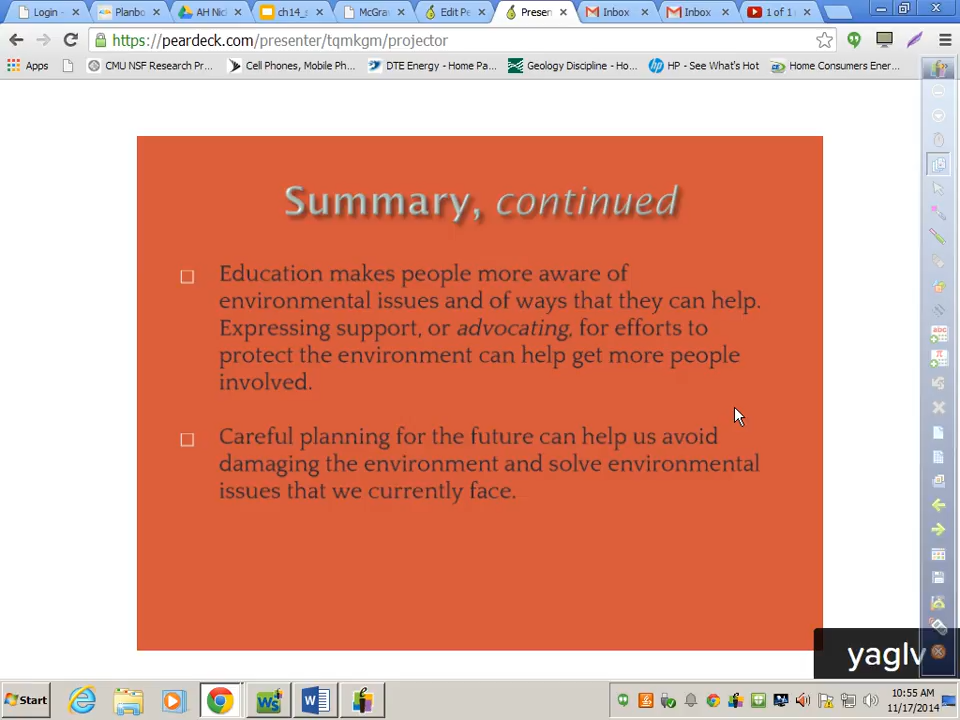 Login -
Planbo
AH Nic
ch14_s
McGra
Edit Pe
Presen
Inbox
Inbox
1 of 1
https://peardeck.com/presenter/tqmkgm/projector
Apps
CMU NSF Research Pr...
Cell Phones, Mobile Ph...
DTE Energy - Home Pa...
Geology Discipline - Ho...
HP - See What's Hot
Home Consumers Ener...
Summary, continued
Education makes people more aware of
environmental issues and of ways that they can help.
Expressing support, or advocating, for efforts to
protect the environment can help get more people
involved.
Careful planning for the future can help us avoid
damaging the environment and solve environmental
issues that we currently face.
abc
π
yaglv
Start
10:55 AM
11/17/2014